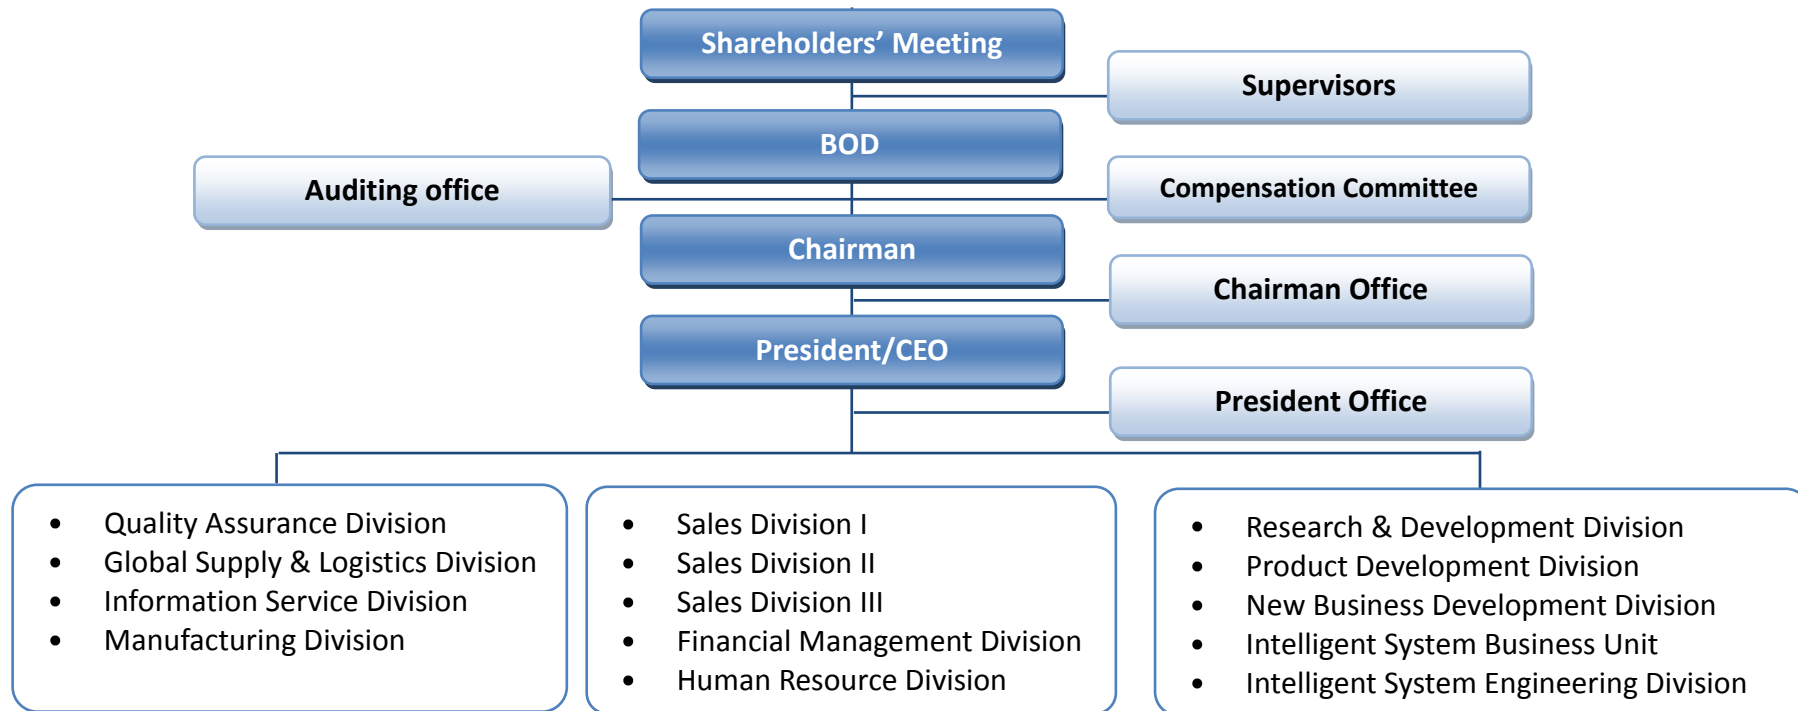 Shareholders’ Meeting
Supervisors
BOD
Auditing office
Compensation Committee
Chairman
Chairman Office
President/CEO
President Office
• Quality Assurance Division
• Global Supply & Logistics Division
• Information Service Division
• Manufacturing Division
• Sales Division I
• Sales Division II
• Sales Division III
• Financial Management Division
• Human Resource Division
• Research & Development Division
• Product Development Division
• New Business Development Division
• Intelligent System Business Unit
• Intelligent System Engineering Division